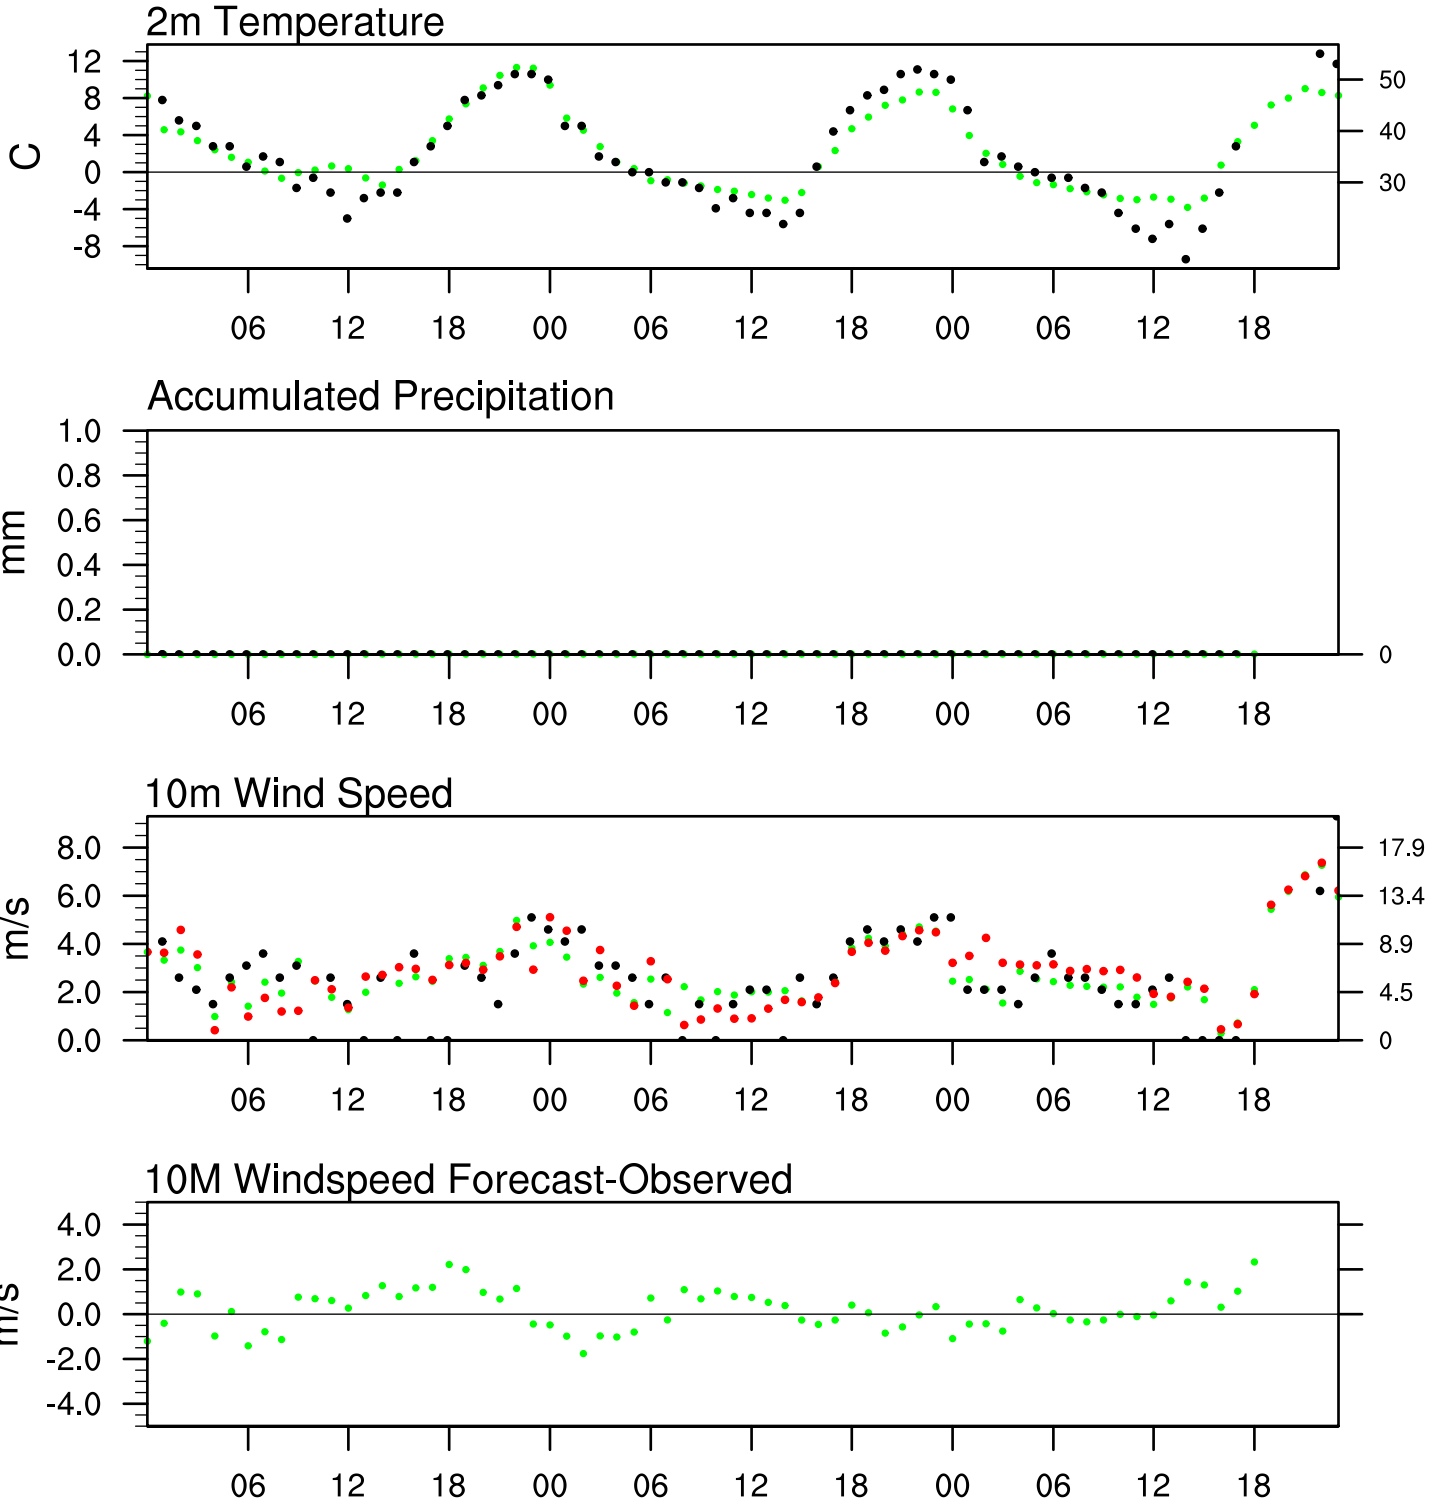 2m Temperature
12
8
4
0
-4
-8
C
50
40
30
06 12 18 00 06 12 18 00 06 12 18
Accumulated Precipitation
1.0
0.8
0.6
0.4
0.2
0.0
mm
0
06 12 18 00 06 12 18 00 06 12 18
10m Wind Speed
8.0
6.0
4.0
2.0
0.0
m/s
17.9
13.4
8.9
4.5
0
06 12 18 00 06 12 18 00 06 12 18
10M Windspeed Forecast-Observed
4.0
2.0
0.0
-2.0
-4.0
m/s
06 12 18 00 06 12 18 00 06 12 18